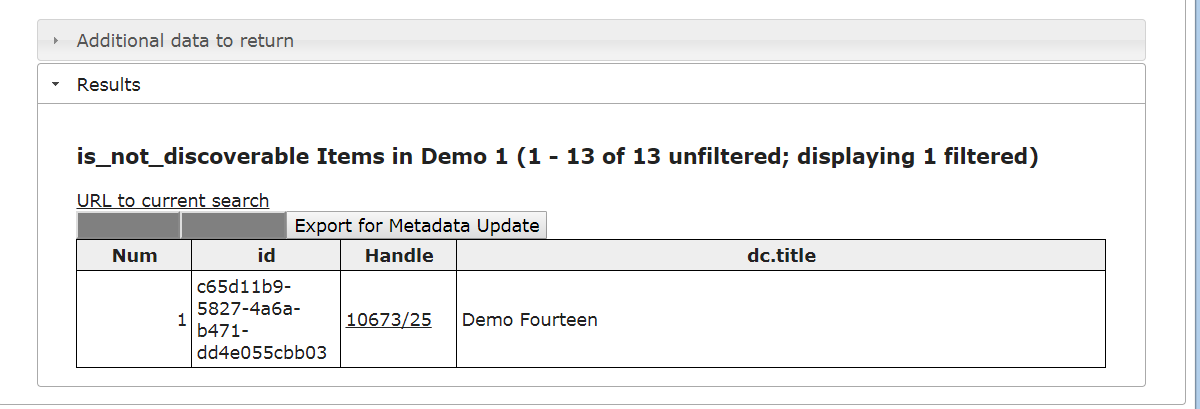 Additional data to return
Results
is_not_discoverable Items in Demo 1 (1 - 13 of 13 unfiltered; displaying 1 filtered)
URL to current search
Export for Metadata Update
Num id Handle dc.title
c65d11b9-
5827-4a6a-
1 b471- 10673/25 Demo Fourteen
dd4e055cbb03